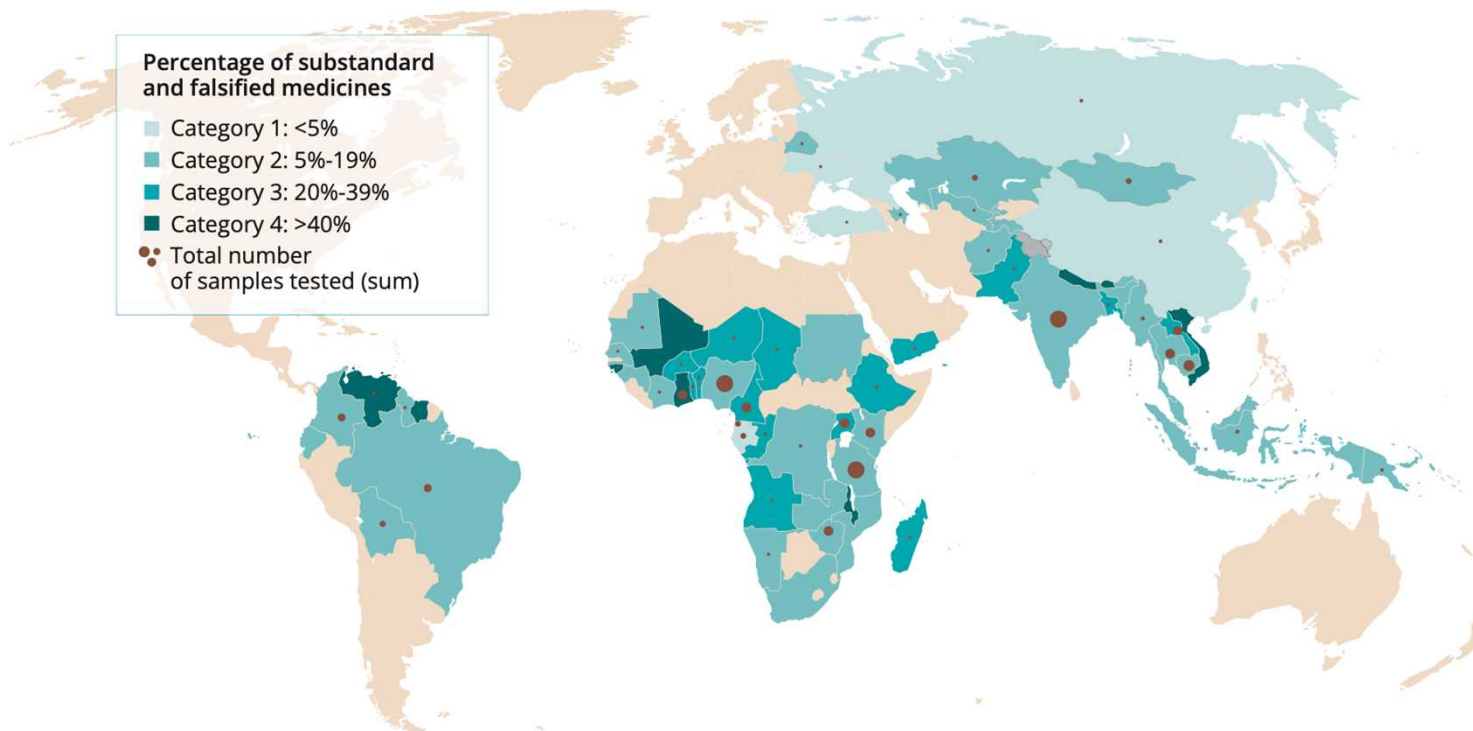 Percentage of substandard
and falsified medicines
Category 1: <5%
Category 2: 5%-19%
Category 3: 20%-39%
Category 4: >40%
Total number
of samples tested (sum)